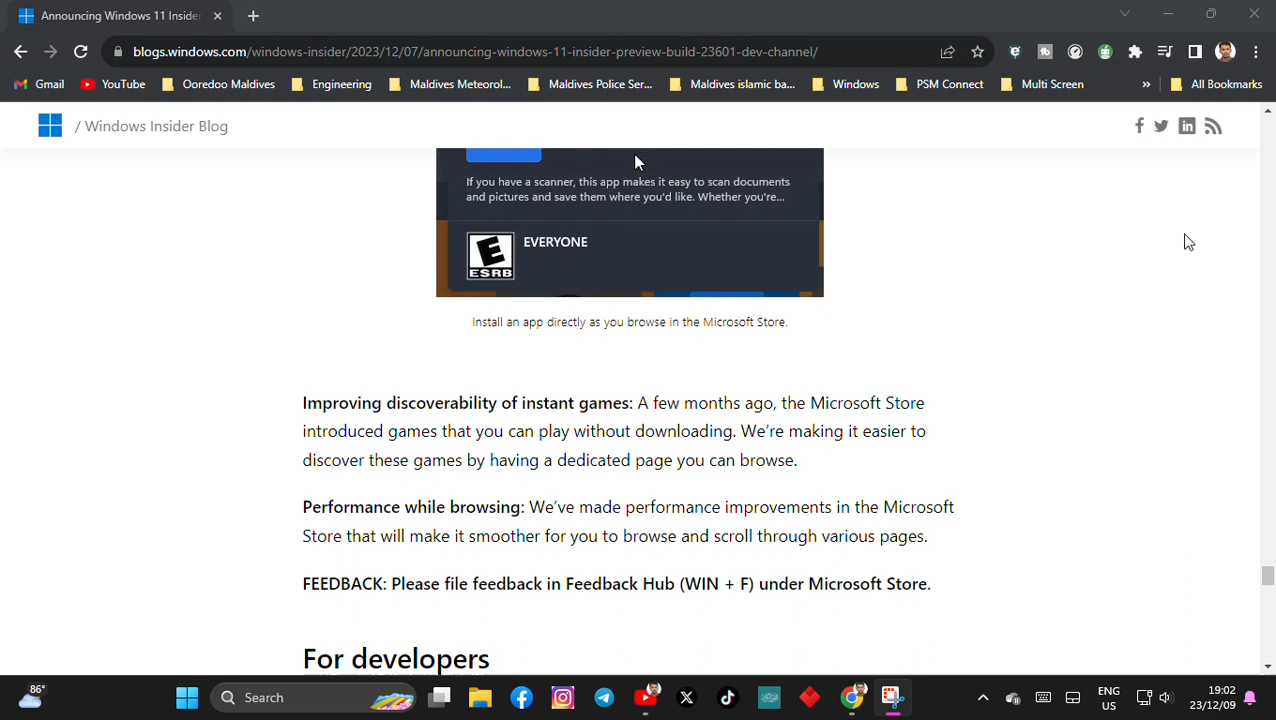 Announcing Windows 11 Insider
blogs.windows.com/windows-insider/2023/12/07/announcing-windows-11-insider-preview-build-23601-dev-channel/
Gmail YouTube Ooredoo Maldives Engineering Maldives Meteorol... Maldives Police Ser... Maldives islamic ba... Windows PSM Connect Multi Screen » All Bookmarks
/ Windows Insider Blog
If you have a scanner, this app makes it easy to scan documents
and pictures and save them where you'd like. Whether you're...
E EVERYONE
ESRB
Install an app directly as you browse in the Microsoft Store.
Improving discoverability of instant games: A few months ago, the Microsoft Store
introduced games that you can play without downloading. We're making it easier to
discover these games by having a dedicated page you can browse.
Performance while browsing: We've made performance improvements in the Microsoft
Store that will make it smoother for you to browse and scroll through various pages.
FEEDBACK: Please file feedback in Feedback Hub (WIN + F) under Microsoft Store.
For developers
86°
Search
ENG
US
19:02
23/12/09